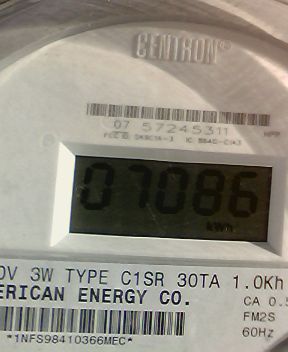 CENTRON®
07 57245311
07086
kWh
0V 3W TYPE C1SR 30TA 1.0Kh
ERICAN ENERGY CO.
CA 0.5
FM2S
60Hz
*1NFS98410366MEC*